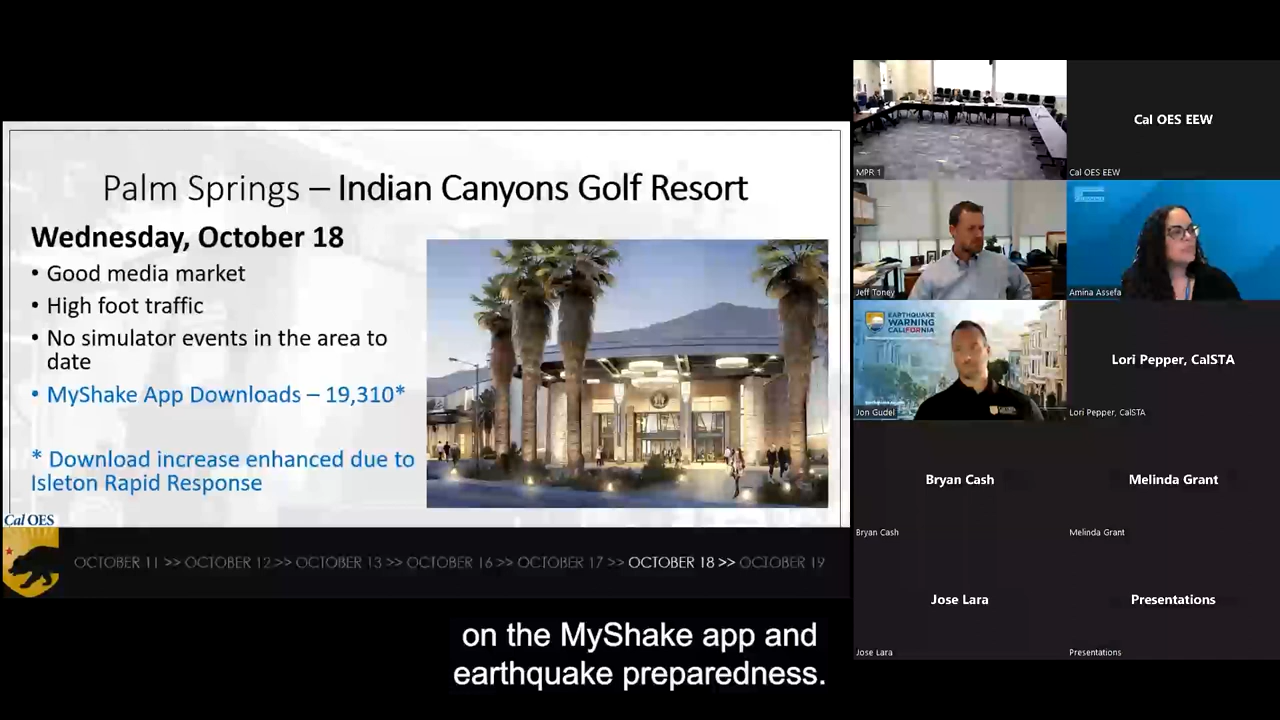 Palm Springs – Indian Canyons Golf Resort
Wednesday, October 18
• Good media market
• High foot traffic
• No simulator events in the area to
date
• MyShake App Downloads – 19,310*
* Download increase enhanced due to
Isleton Rapid Response
Cal OES
OCTOBER 11 >> OCTOBER 12 >> OCTOBER 13 >> OCTOBER 16 >> OCTOBER 17 >> OCTOBER 18 >> OCTOBER 19
on the MyShake app and
earthquake preparedness.
MPR 1
Cal OES EEW
Cal OES EEW
Jeff Toney
Amina Assefa
EARTHQUAKE
WARNING
CALIFORNIA
Jon Gudel
Lori Pepper, CalSTA
Lori Pepper, CalSTA
Bryan Cash
Bryan Cash
Melinda Grant
Melinda Grant
Jose Lara
Jose Lara
Presentations
Presentations